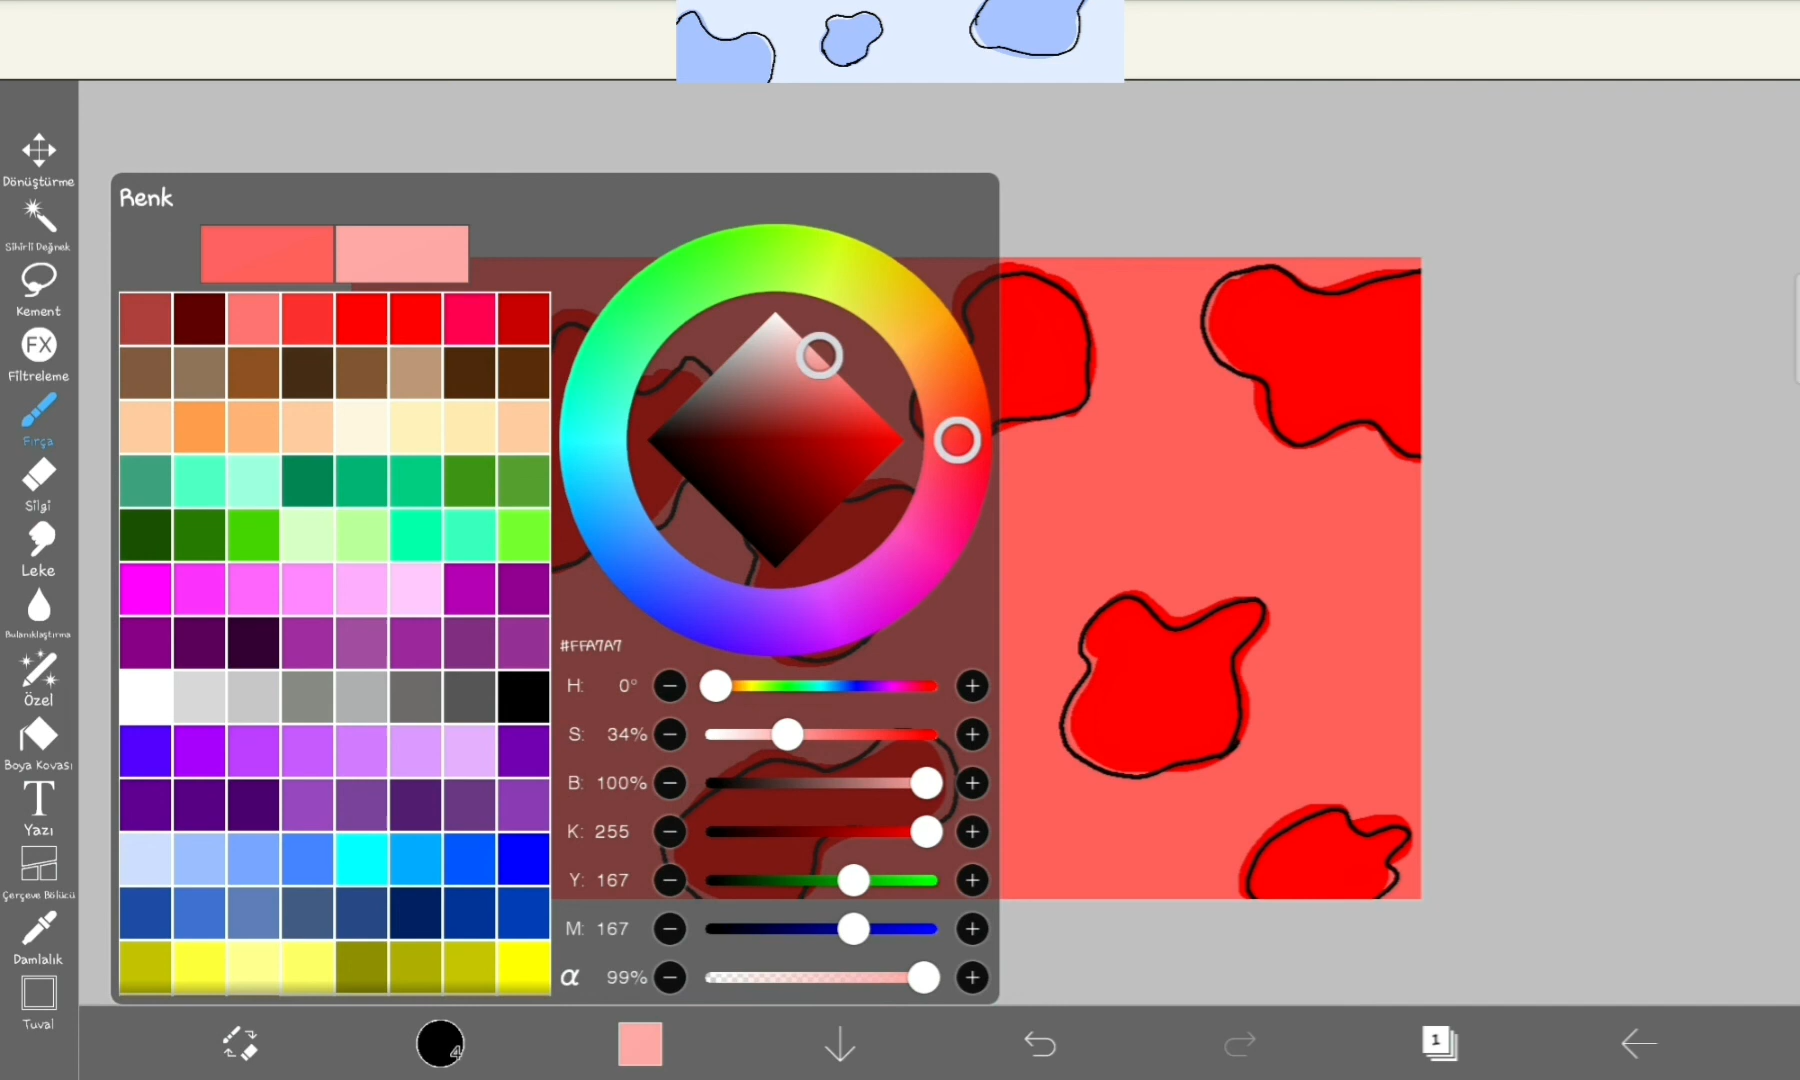 Dönüştürme
Sihirli Değnek
Kement
FX
Filtreleme
Fırça
Silgi
Leke
Bulanıklaştırma
Özel
Boya Kovası
T
Yazı
Çerçeve Bölücü
Damlalık
Tuval
Renk
#FFA7A7
H: 0°
S: 34%
B: 100%
K: 255
Y: 167
M: 167
α 99%
4
1